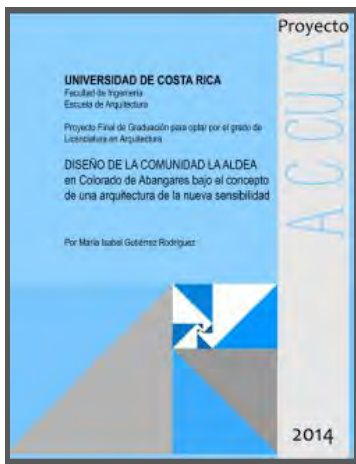 Proyecto
ACCUA
UNIVERSIDAD DE COSTA RICA
Facultad de Ingeniería
Escuela de Arquitectura
Proyecto Final de Graduación para optar por el grado de
Licenciatura en Arquitectura
DISEÑO DE LA COMUNIDAD LA ALDEA
en Colorado de Abangares bajo el concepto
de una arquitectura de la nueva sensibilidad
Por María Isabel Gutiérrez Rodríguez
2014